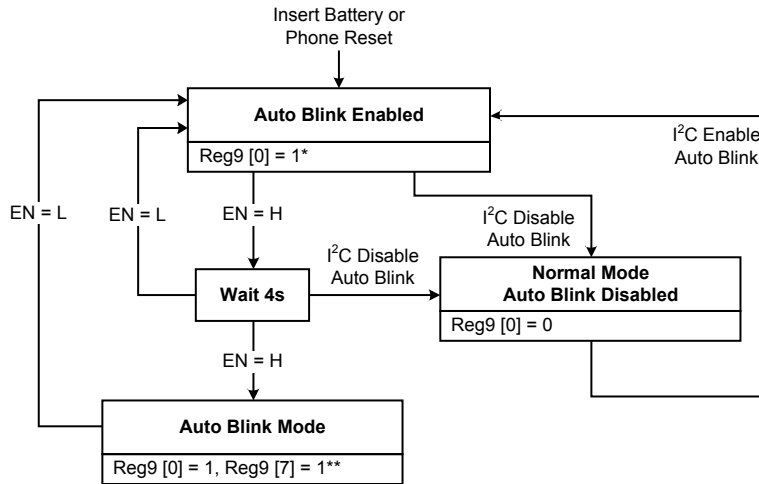 Insert Battery or
Phone Reset
Auto Blink Enabled
Reg9 [0] = 1*
I²C Enable
Auto Blink
EN = L
EN = L
EN = H
I²C Disable
Auto Blink
I²C Disable
Auto Blink
Wait 4s
Normal Mode
Auto Blink Disabled
Reg9 [0] = 0
EN = H
Auto Blink Mode
Reg9 [0] = 1, Reg9 [7] = 1**